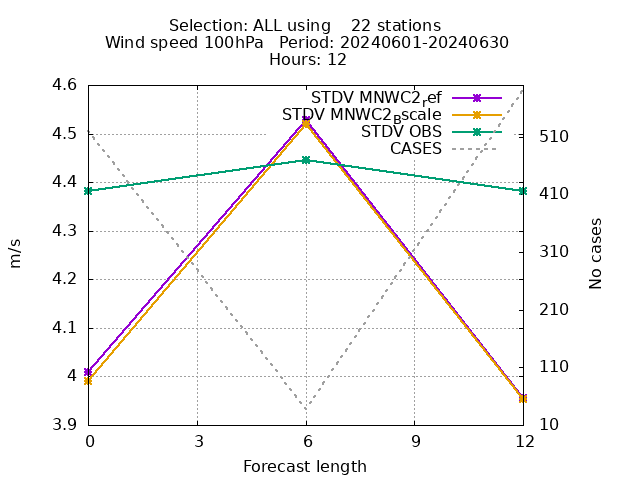 Selection: ALL using 22 stations
Wind speed 100hPa Period: 20240601-20240630
Hours: 12
STDV MNWC2ref
STDV MNWC2Bscale
STDV OBS
CASES
4.6
4.5
4.4
4.3
4.2
4.1
4
3.9
m/s
510
410
310
210
110
10
No cases
0 3 6 9 12
Forecast length